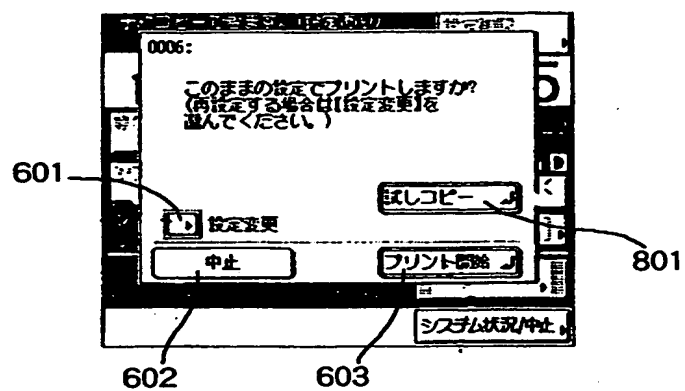 0006:
このままの設定でプリントしますか?
(再設定する場合は【設定変更】を
選んでください。)
601
試しコピー
設定変更
801
中止
プリント開始
システム状況/中止
602
603